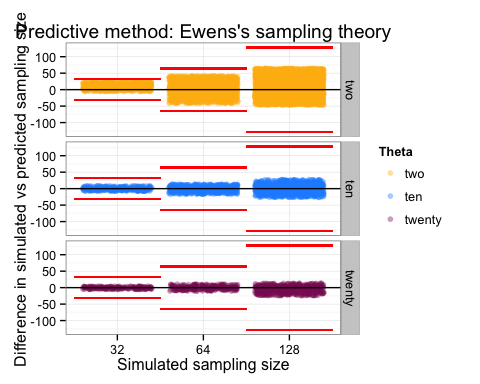 Predictive method: Ewens's sampling theory
Difference in simulated vs predicted sampling size
100
50
0
-50
-100
two
100
50
0
-50
-100
ten
100
50
0
-50
-100
twenty
32
64
128
Simulated sampling size
Theta
two
ten
twenty